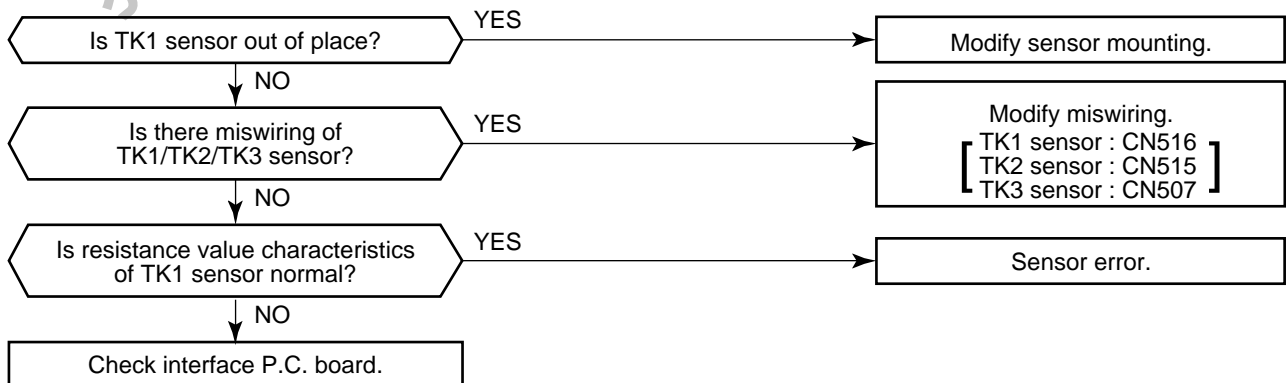 Is TK1 sensor out of place?
YES
Modify sensor mounting.
NO
Is there miswiring of
TK1/TK2/TK3 sensor?
YES
Modify miswiring.
TK1 sensor : CN516
TK2 sensor : CN515
TK3 sensor : CN507
NO
Is resistance value characteristics
of TK1 sensor normal?
YES
Sensor error.
NO
Check interface P.C. board.